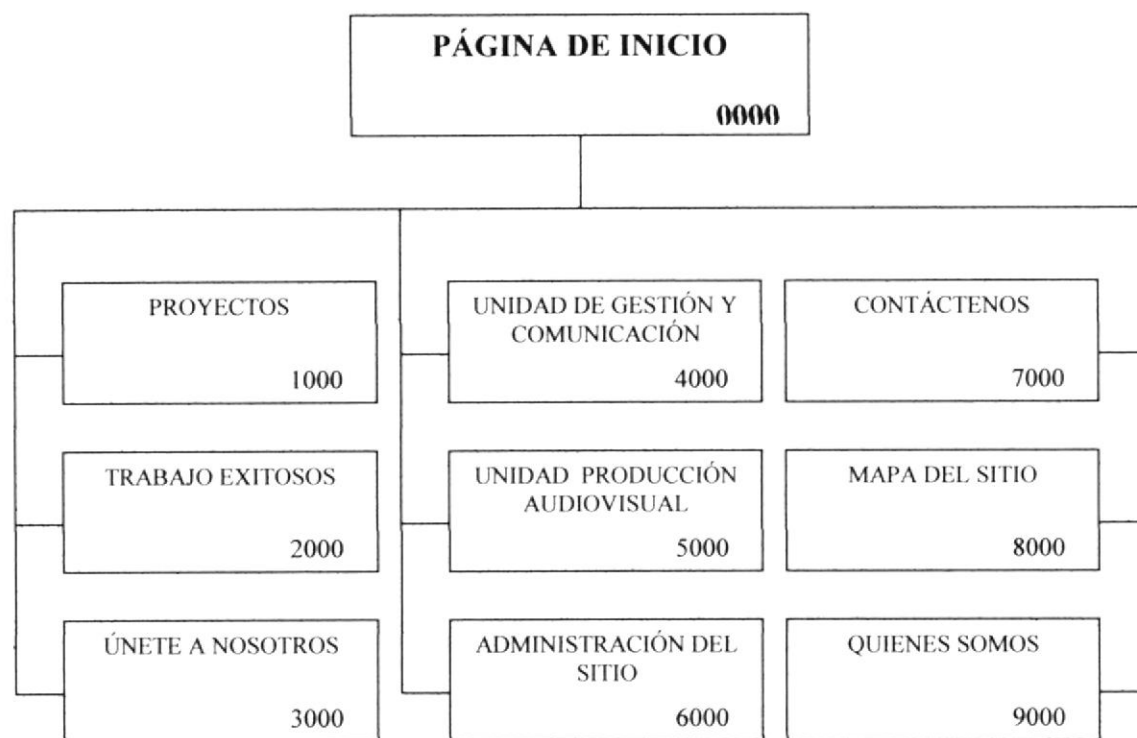 PÁGINA DE INICIO
0000
PROYECTOS
1000
UNIDAD DE GESTIÓN Y
COMUNICACIÓN
4000
CONTÁCTENOS
7000
TRABAJO EXITOSOS
2000
UNIDAD PRODUCCIÓN
AUDIOVISUAL
5000
MAPA DEL SITIO
8000
ÚNETE A NOSOTROS
3000
ADMINISTRACIÓN DEL
SITIO
6000
QUIENES SOMOS
9000